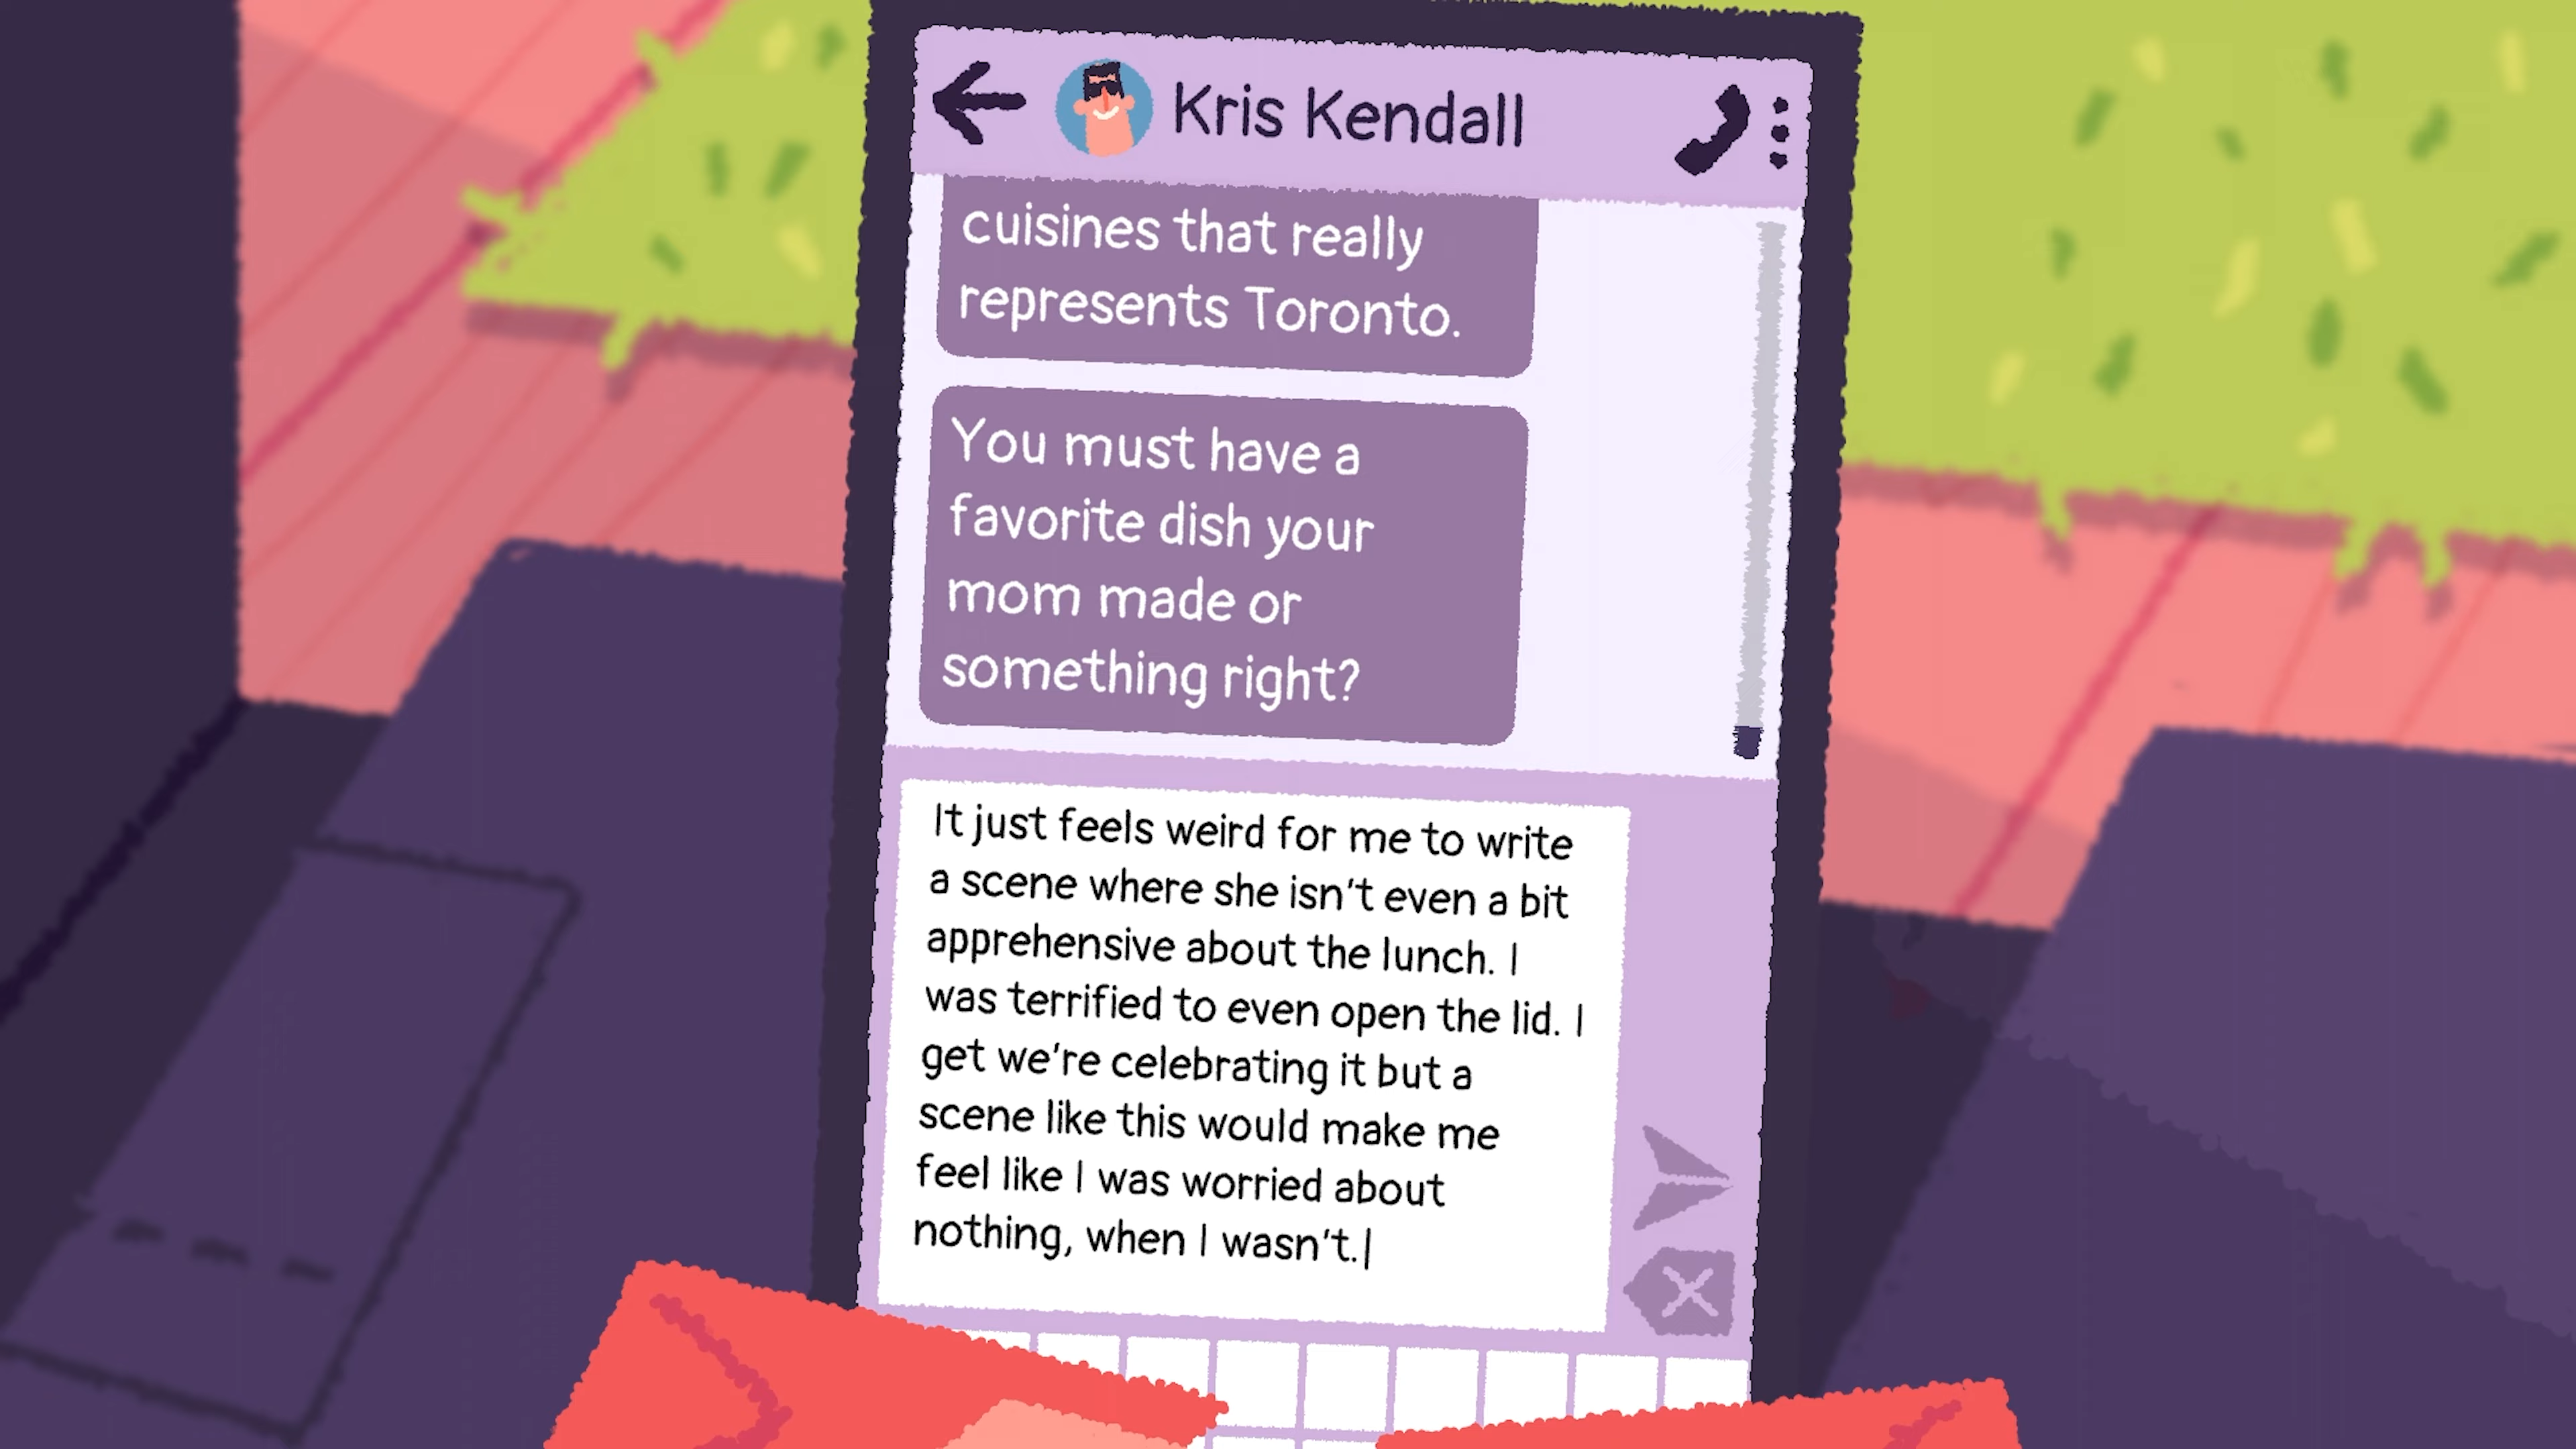 Kris Kendall
cuisines that really
represents Toronto.
You must have a
favorite dish your
mom made or
something right?
It just feels weird for me to write
a scene where she isn't even a bit
apprehensive about the lunch. I
was terrified to even open the lid. I
get we're celebrating it but a
scene like this would make me
feel like I was worried about
nothing, when I wasn't.